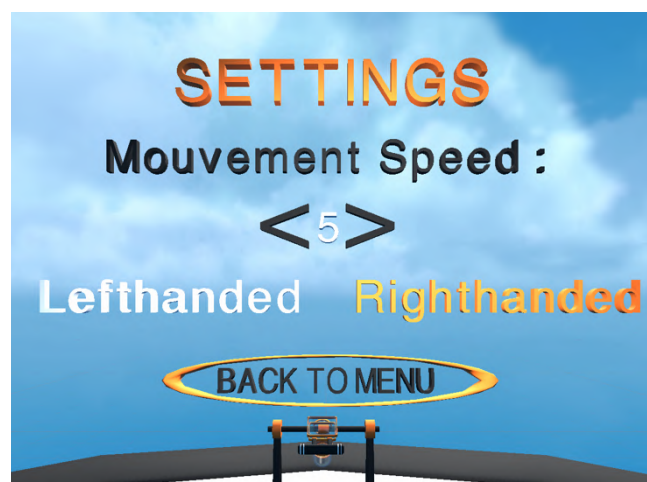 SETTINGS
Mouvement Speed :
< 5 >
Lefthanded Righthanded
BACK TO MENU